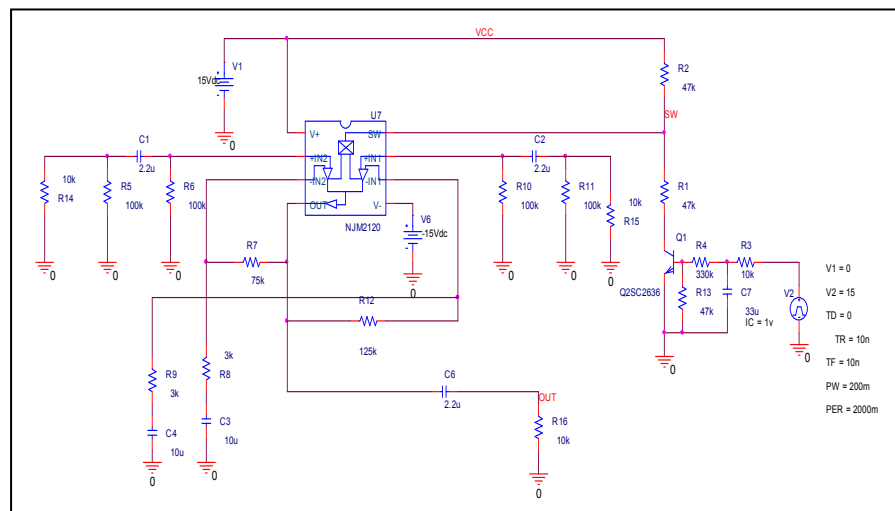 VCC
V1
15Vdc
0
R2
47k
SW
U7
V+
SW
+IN2
+IN1
-IN2
-IN1
OUT
V-
NJM2120
C1
2.2u
10k
R14
R5
100k
R6
100k
0
0
0
C2
2.2u
R10
100k
R11
100k
10k
R15
0
0
0
V6
-15Vdc
0
R1
47k
Q1
Q2SC2636
R4
330k
R3
10k
R13
47k
C7
33u
IC = 1v
V2
0
0
V1 = 0
V2 = 15
TD = 0
TR = 10n
TF = 10n
PW = 200m
PER = 2000m
R7
75k
R12
125k
R9
3k
3k
R8
C4
10u
C3
10u
0
0
C6
2.2u
OUT
R16
10k
0